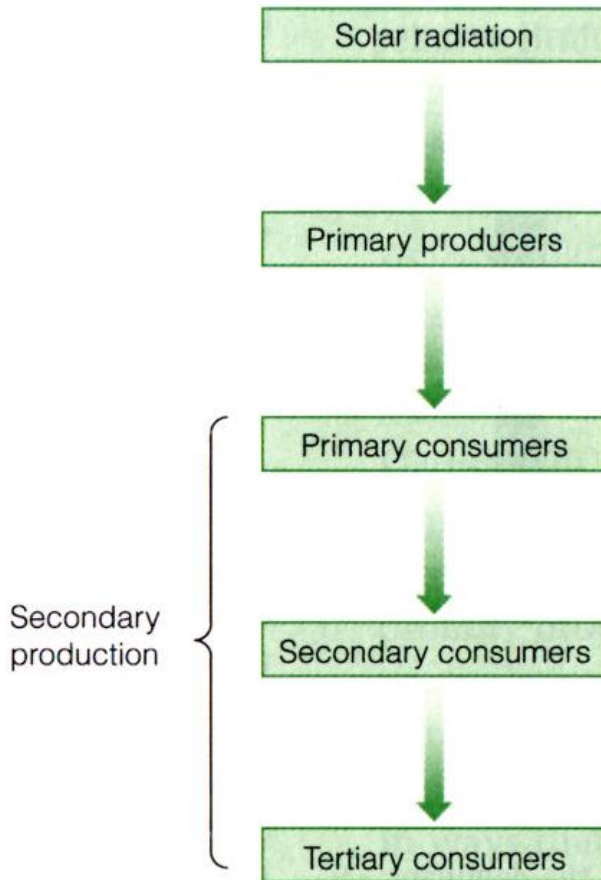 Solar radiation
Primary producers
Primary consumers
Secondary
production
Secondary consumers
Tertiary consumers